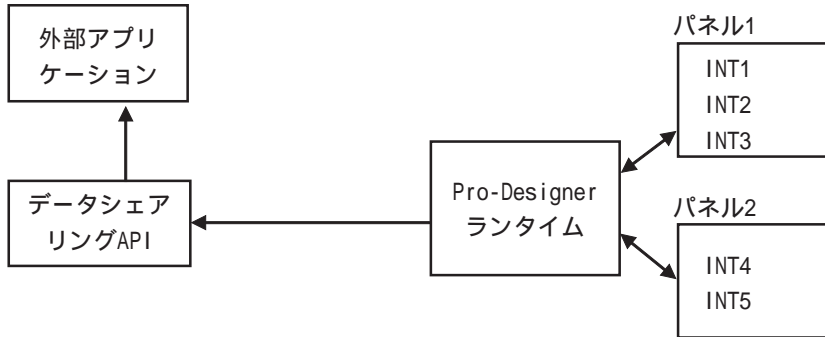 外部アプリ
ケーション
データシェア
リングAPI
Pro-Designer
ランタイム
パネル1
INT1
INT2
INT3
パネル2
INT4
INT5